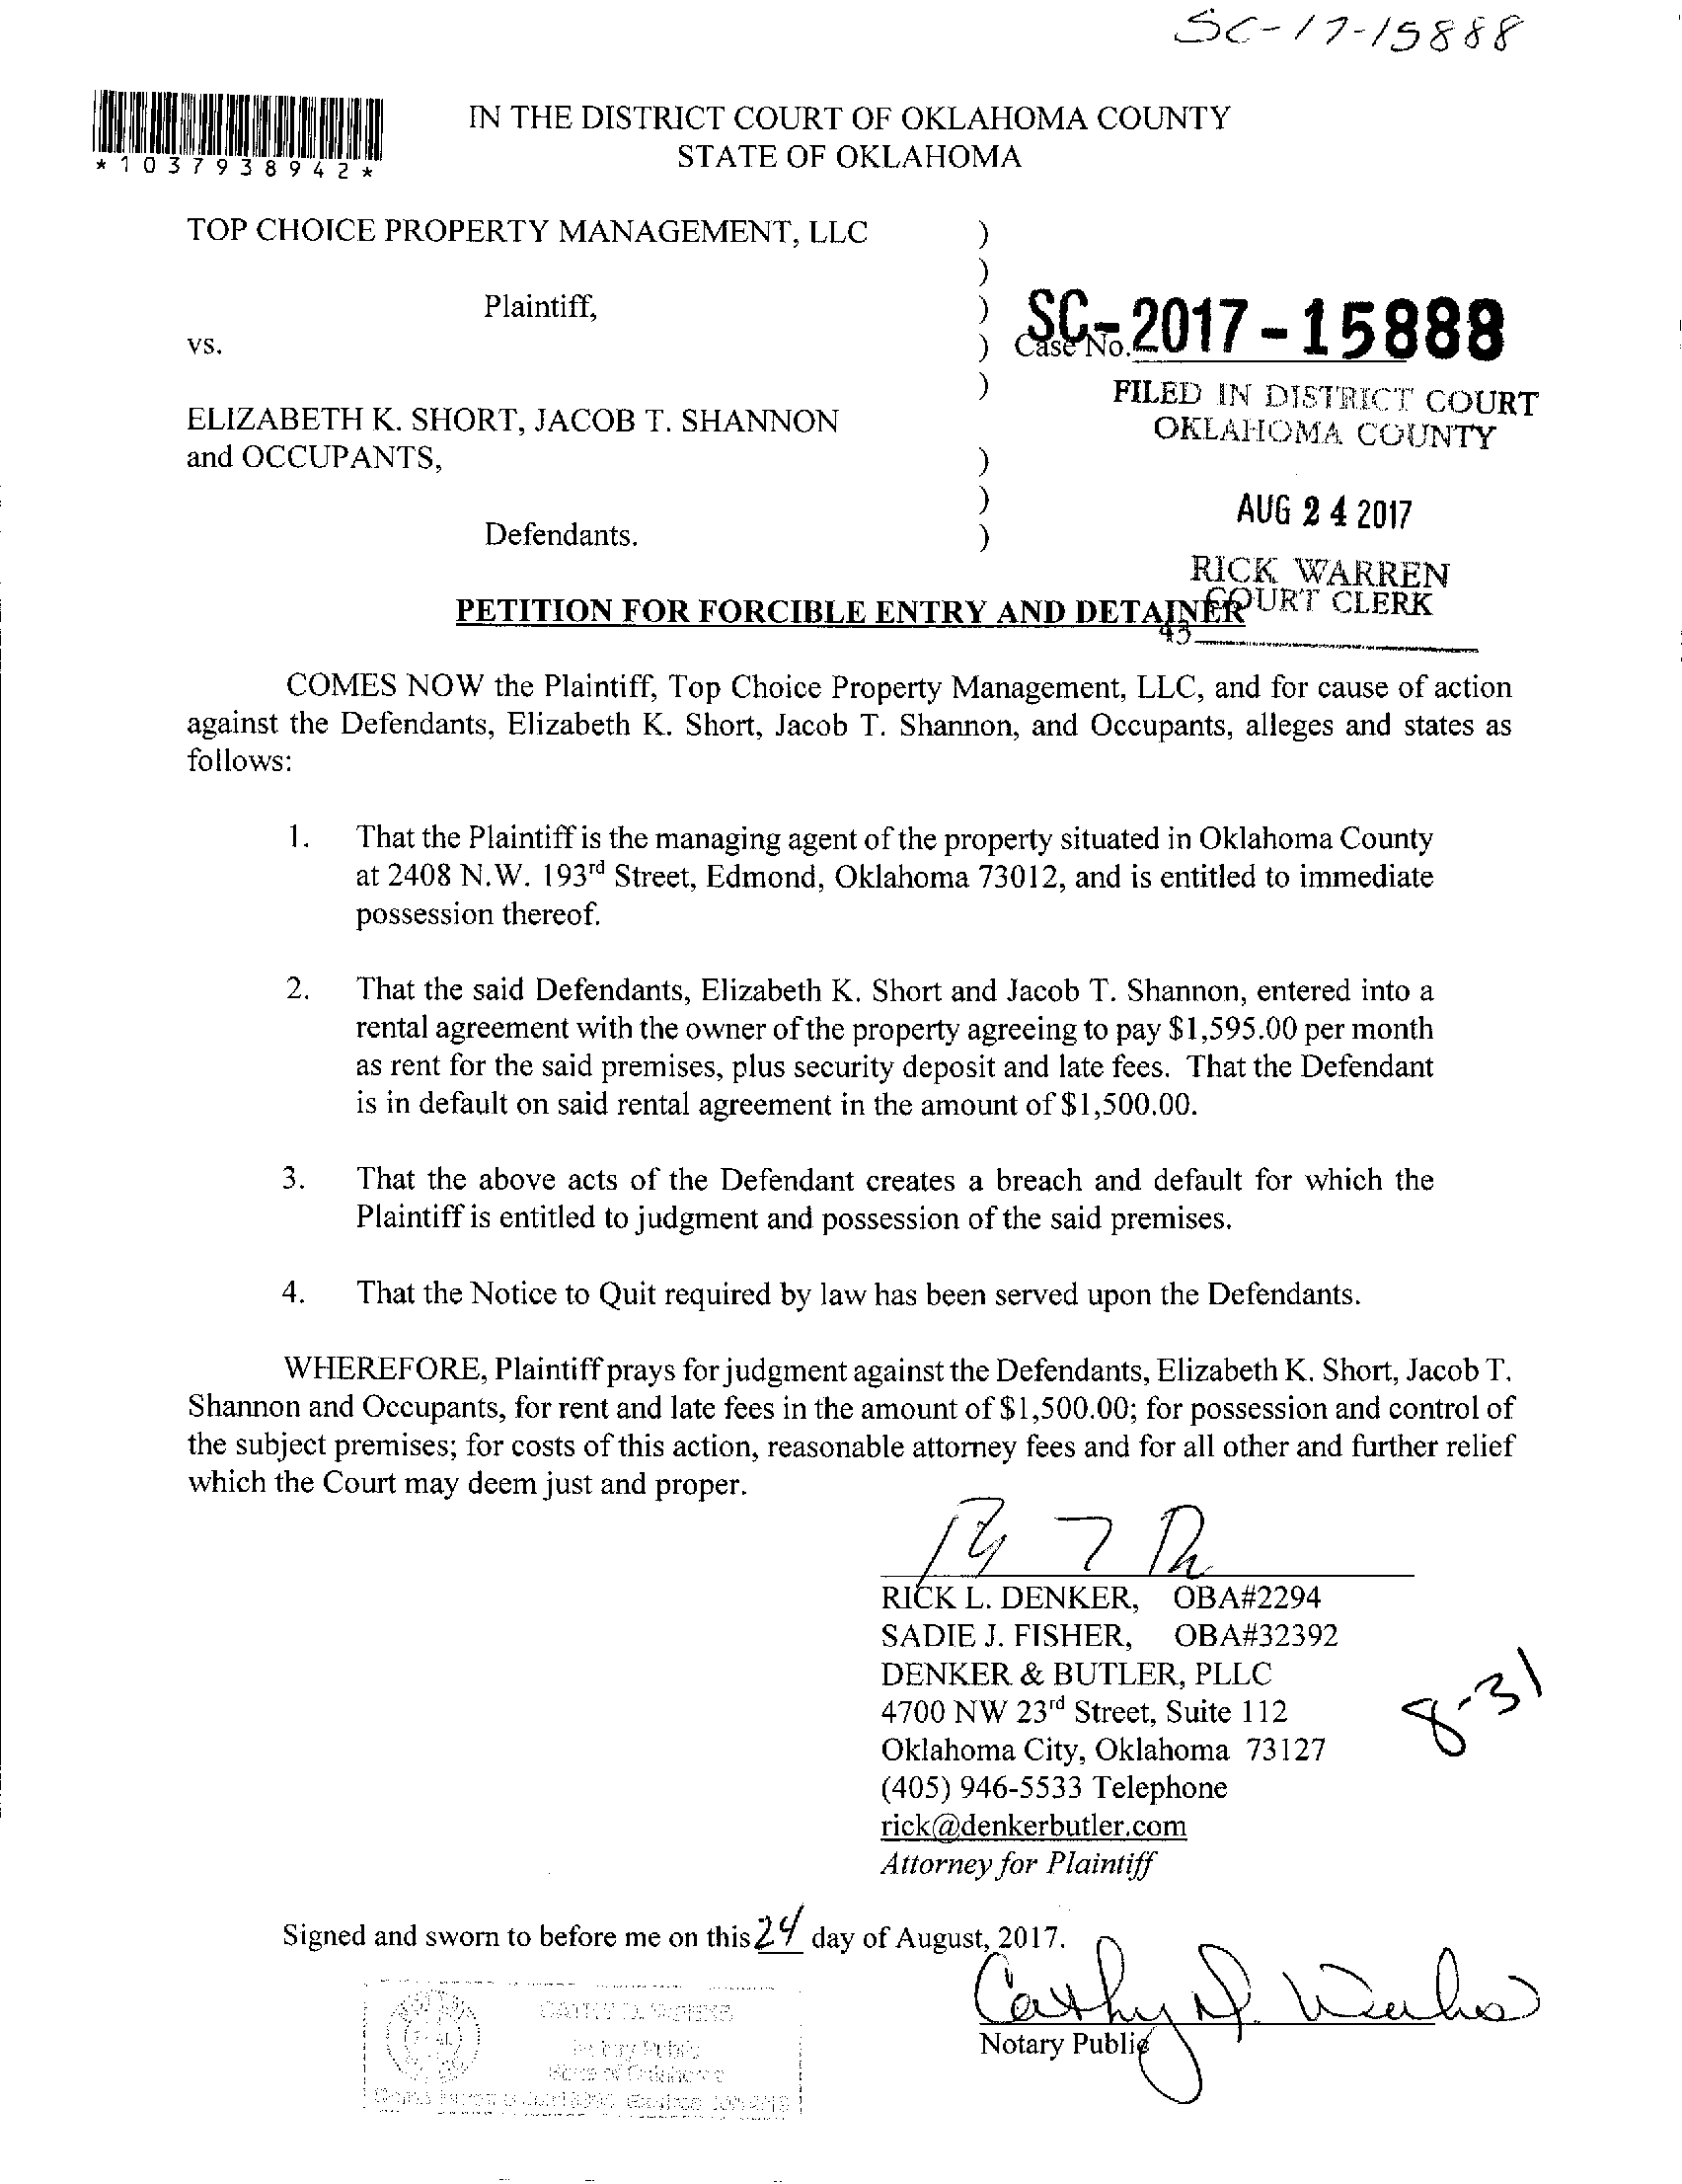 SC-17-15888
*1037938942*
IN THE DISTRICT COURT OF OKLAHOMA COUNTY
STATE OF OKLAHOMA
TOP CHOICE PROPERTY MANAGEMENT, LLC )
)
Plaintiff, )
vs. ) Case No. SC-2017-15888
)
FILED IN DISTRICT COURT
OKLAHOMA COUNTY
ELIZABETH K. SHORT, JACOB T. SHANNON
and OCCUPANTS, )
)
AUG 24 2017
Defendants. )
RICK WARREN
COURT CLERK
PETITION FOR FORCIBLE ENTRY AND DETAINER
COMES NOW the Plaintiff, Top Choice Property Management, LLC, and for cause of action
against the Defendants, Elizabeth K. Short, Jacob T. Shannon, and Occupants, alleges and states as
follows:
1. That the Plaintiff is the managing agent of the property situated in Oklahoma County
at 2408 N.W. 193rd Street, Edmond, Oklahoma 73012, and is entitled to immediate
possession thereof.
2. That the said Defendants, Elizabeth K. Short and Jacob T. Shannon, entered into a
rental agreement with the owner of the property agreeing to pay $1,595.00 per month
as rent for the said premises, plus security deposit and late fees. That the Defendant
is in default on said rental agreement in the amount of $1,500.00.
3. That the above acts of the Defendant creates a breach and default for which the
Plaintiff is entitled to judgment and possession of the said premises.
4. That the Notice to Quit required by law has been served upon the Defendants.
WHEREFORE, Plaintiff prays for judgment against the Defendants, Elizabeth K. Short, Jacob T.
Shannon and Occupants, for rent and late fees in the amount of $1,500.00; for possession and control of
the subject premises; for costs of this action, reasonable attorney fees and for all other and further relief
which the Court may deem just and proper.
RICK L. DENKER, OBA#2294
SADIE J. FISHER, OBA#32392
DENKER & BUTLER, PLLC
4700 NW 23rd Street, Suite 112
Oklahoma City, Oklahoma 73127
(405) 946-5533 Telephone
rick@denkerbutler.com
Attorney for Plaintiff
8-31
Signed and sworn to before me on this 24 day of August, 2017.
Cathy D.
Notary Public
Notary Public
State of Oklahoma